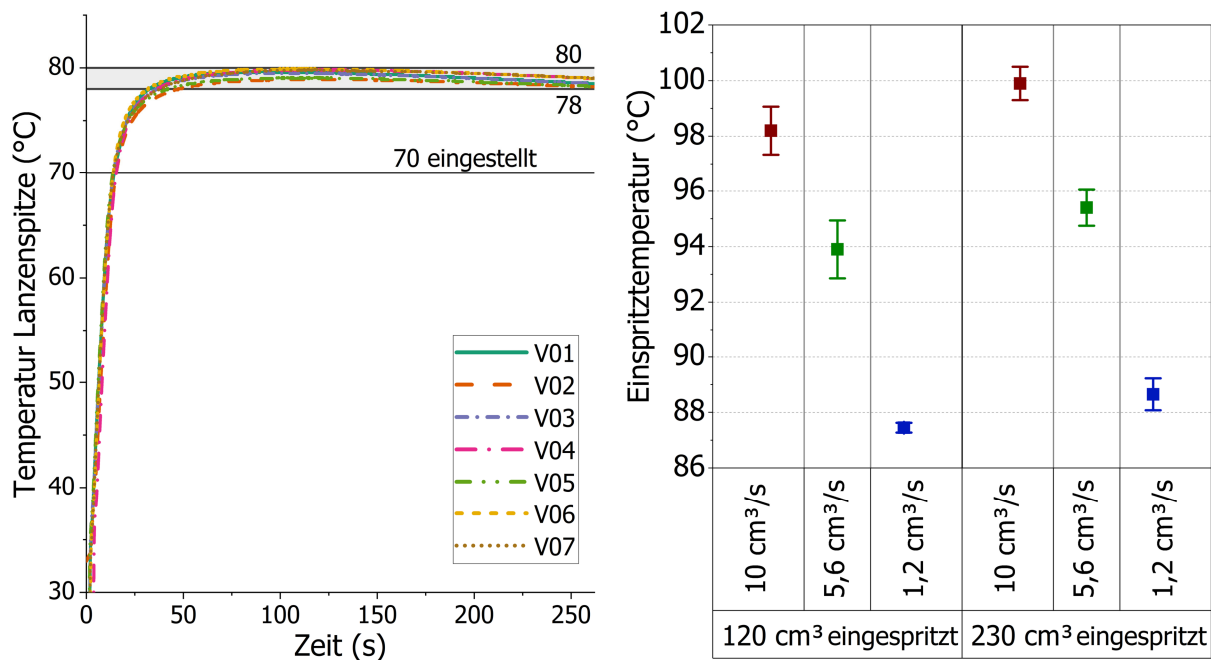 Temperatur Lanzenspitze (°C)
80
70
60
50
40
30
80
78
70 eingestellt
V01
V02
V03
V04
V05
V06
V07
0
50
100
150
200
250
Zeit (s)
Einspritztemperatur (°C)
102
100
98
96
94
92
90
88
86
10 cm³/s
5,6 cm³/s
1,2 cm³/s
10 cm³/s
5,6 cm³/s
1,2 cm³/s
120 cm³ eingespritzt
230 cm³ eingespritzt